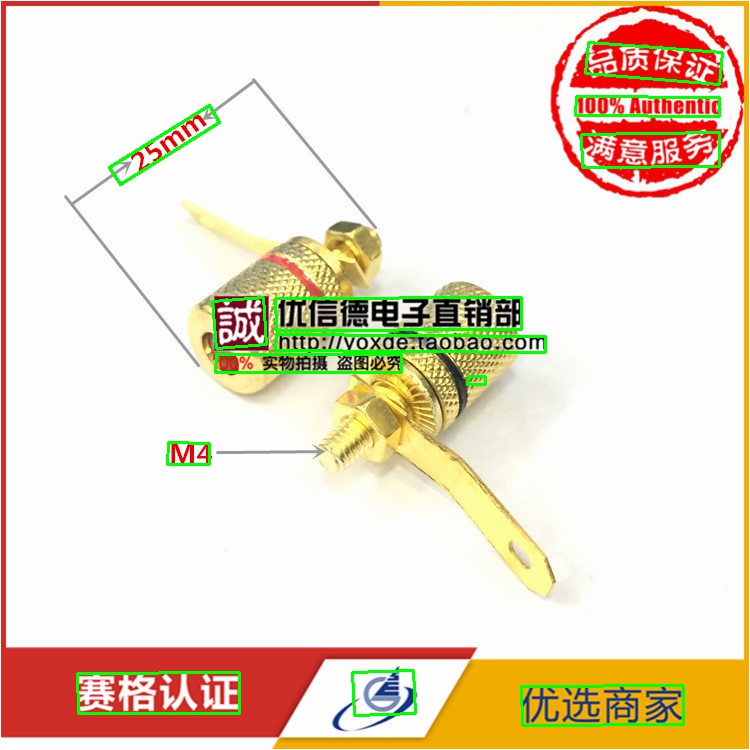 品质保证
100% Authentic
满意服务
25mm
誠
优信德电子直销部
http://yoxde.taobao.com
100% 实物拍摄 盗图必究
M4
赛格认证
优选商家